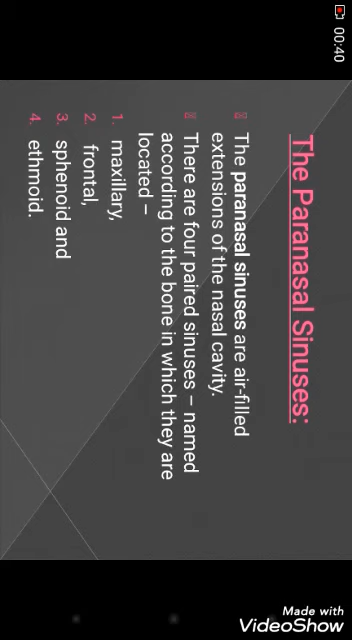 00:40
The Paranasal Sinuses:
The paranasal sinuses are air-filled
extensions of the nasal cavity.
There are four paired sinuses – named
according to the bone in which they are
located –
1. maxillary,
2. frontal,
3. sphenoid and
4. ethmoid.
Made with
VideoShow